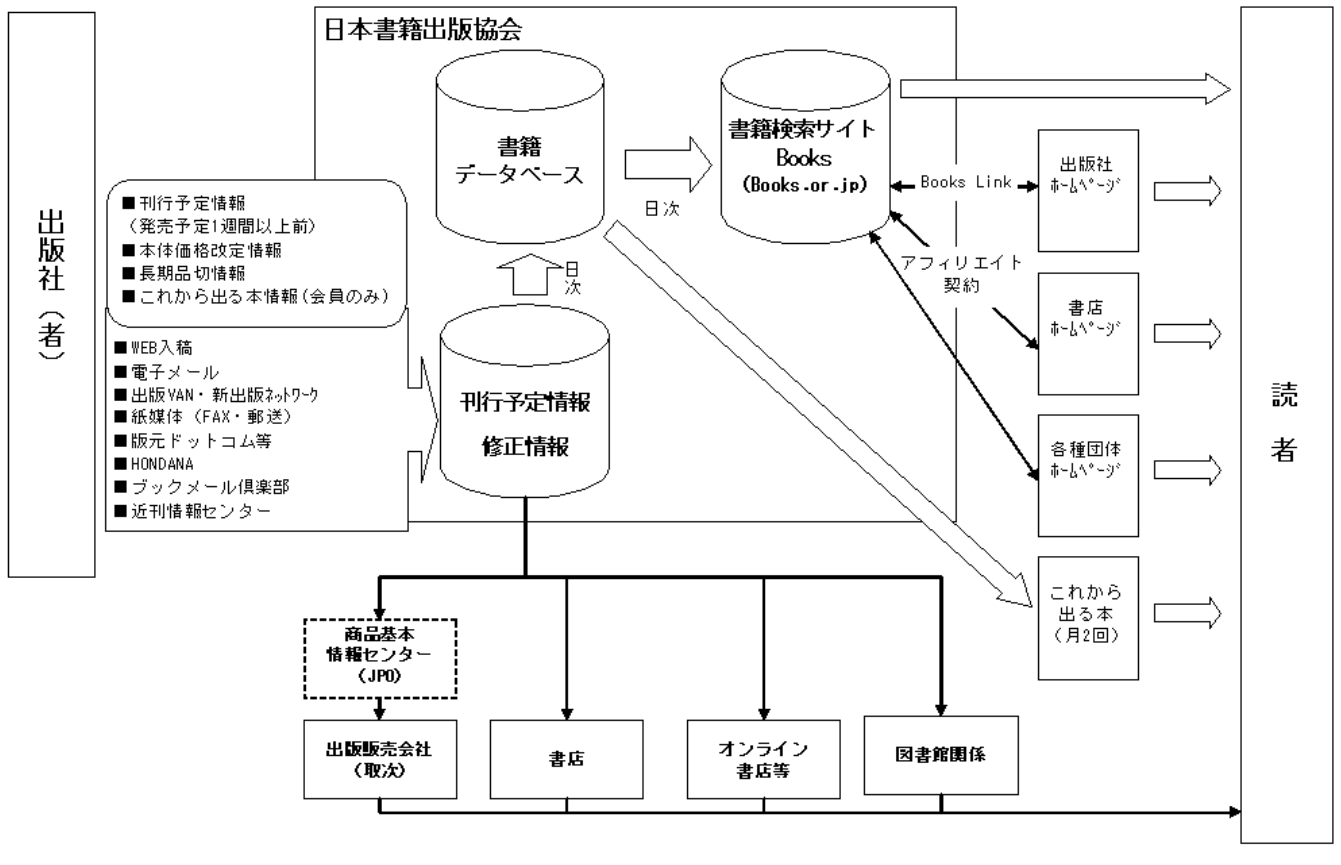 日本書籍出版協会
出版社（者）
■刊行予定情報
（発売予定1週間以上前）
■本体価格改定情報
■長期品切情報
■これから出る本情報（会員のみ）
■WEB入稿
■電子メール
■出版VAN・新出版ﾈｯﾄﾜｰｸ
■紙媒体（FAX・郵送）
■版元ドットコム等
■HONDANA
■ブックメール倶楽部
■近刊情報センター
書籍
データベース
日次
刊行予定情報
修正情報
日次
書籍検索サイト
Books
(Books.or.jp)
Books Link
アフィリエイト
契約
出版社
ﾎｰﾑﾍﾟｰｼﾞ
書店
ﾎｰﾑﾍﾟｰｼﾞ
各種団体
ﾎｰﾑﾍﾟｰｼﾞ
これから
出る本
（月2回）
読者
商品基本
情報センター
（JPO）
出版販売会社
（取次）
書店
オンライン
書店等
図書館関係